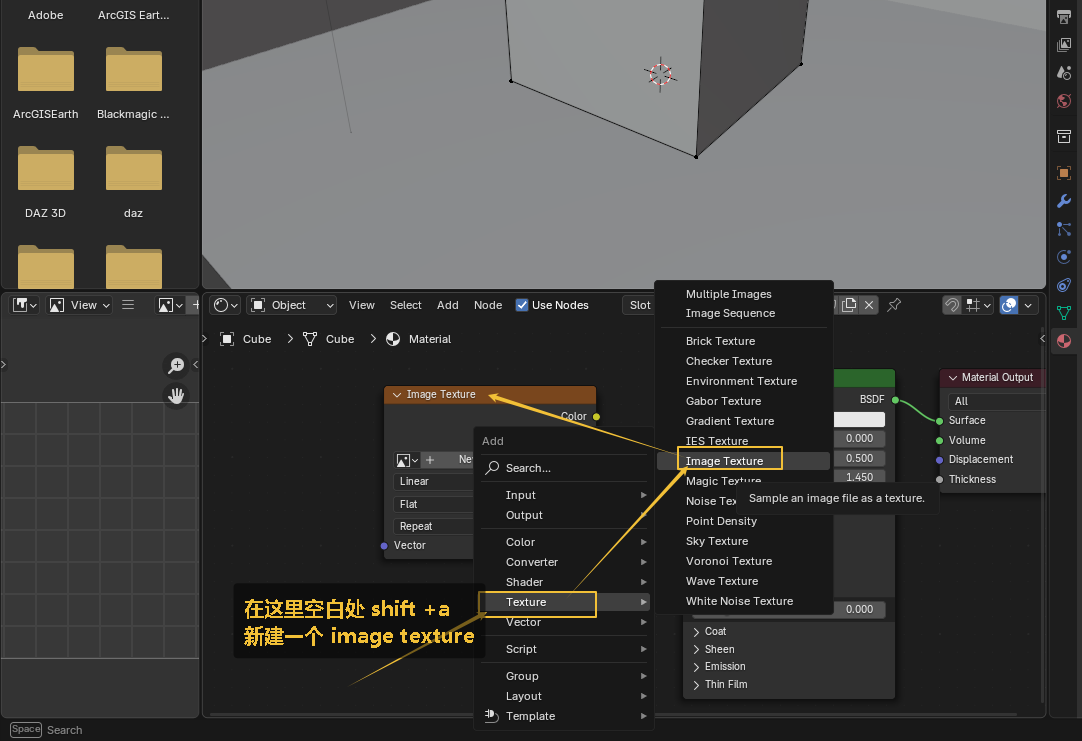 Adobe
ArcGIS Eart...
ArcGISEarth
Blackmagic ...
DAZ 3D
daz
View
Object
View
Select
Add
Node
Use Nodes
Slot
Cube
Cube
Material
Image Texture
Color
Linear
Flat
Repeat
Vector
在这里空白处 shift +a
新建一个 image texture
Add
Search...
Input
Output
Color
Converter
Shader
Texture
Vector
Script
Group
Layout
Template
Multiple Images
Image Sequence
Brick Texture
Checker Texture
Environment Texture
Gabor Texture
Gradient Texture
IES Texture
Image Texture
Magic Texture
Noise Tex
Point Density
Sky Texture
Voronoi Texture
Wave Texture
White Noise Texture
Sample an image file as a texture.
BSDF
0.000
0.500
1.450
0.000
Coat
Sheen
Emission
Thin Film
Material Output
All
Surface
Volume
Displacement
Thickness
Space Search